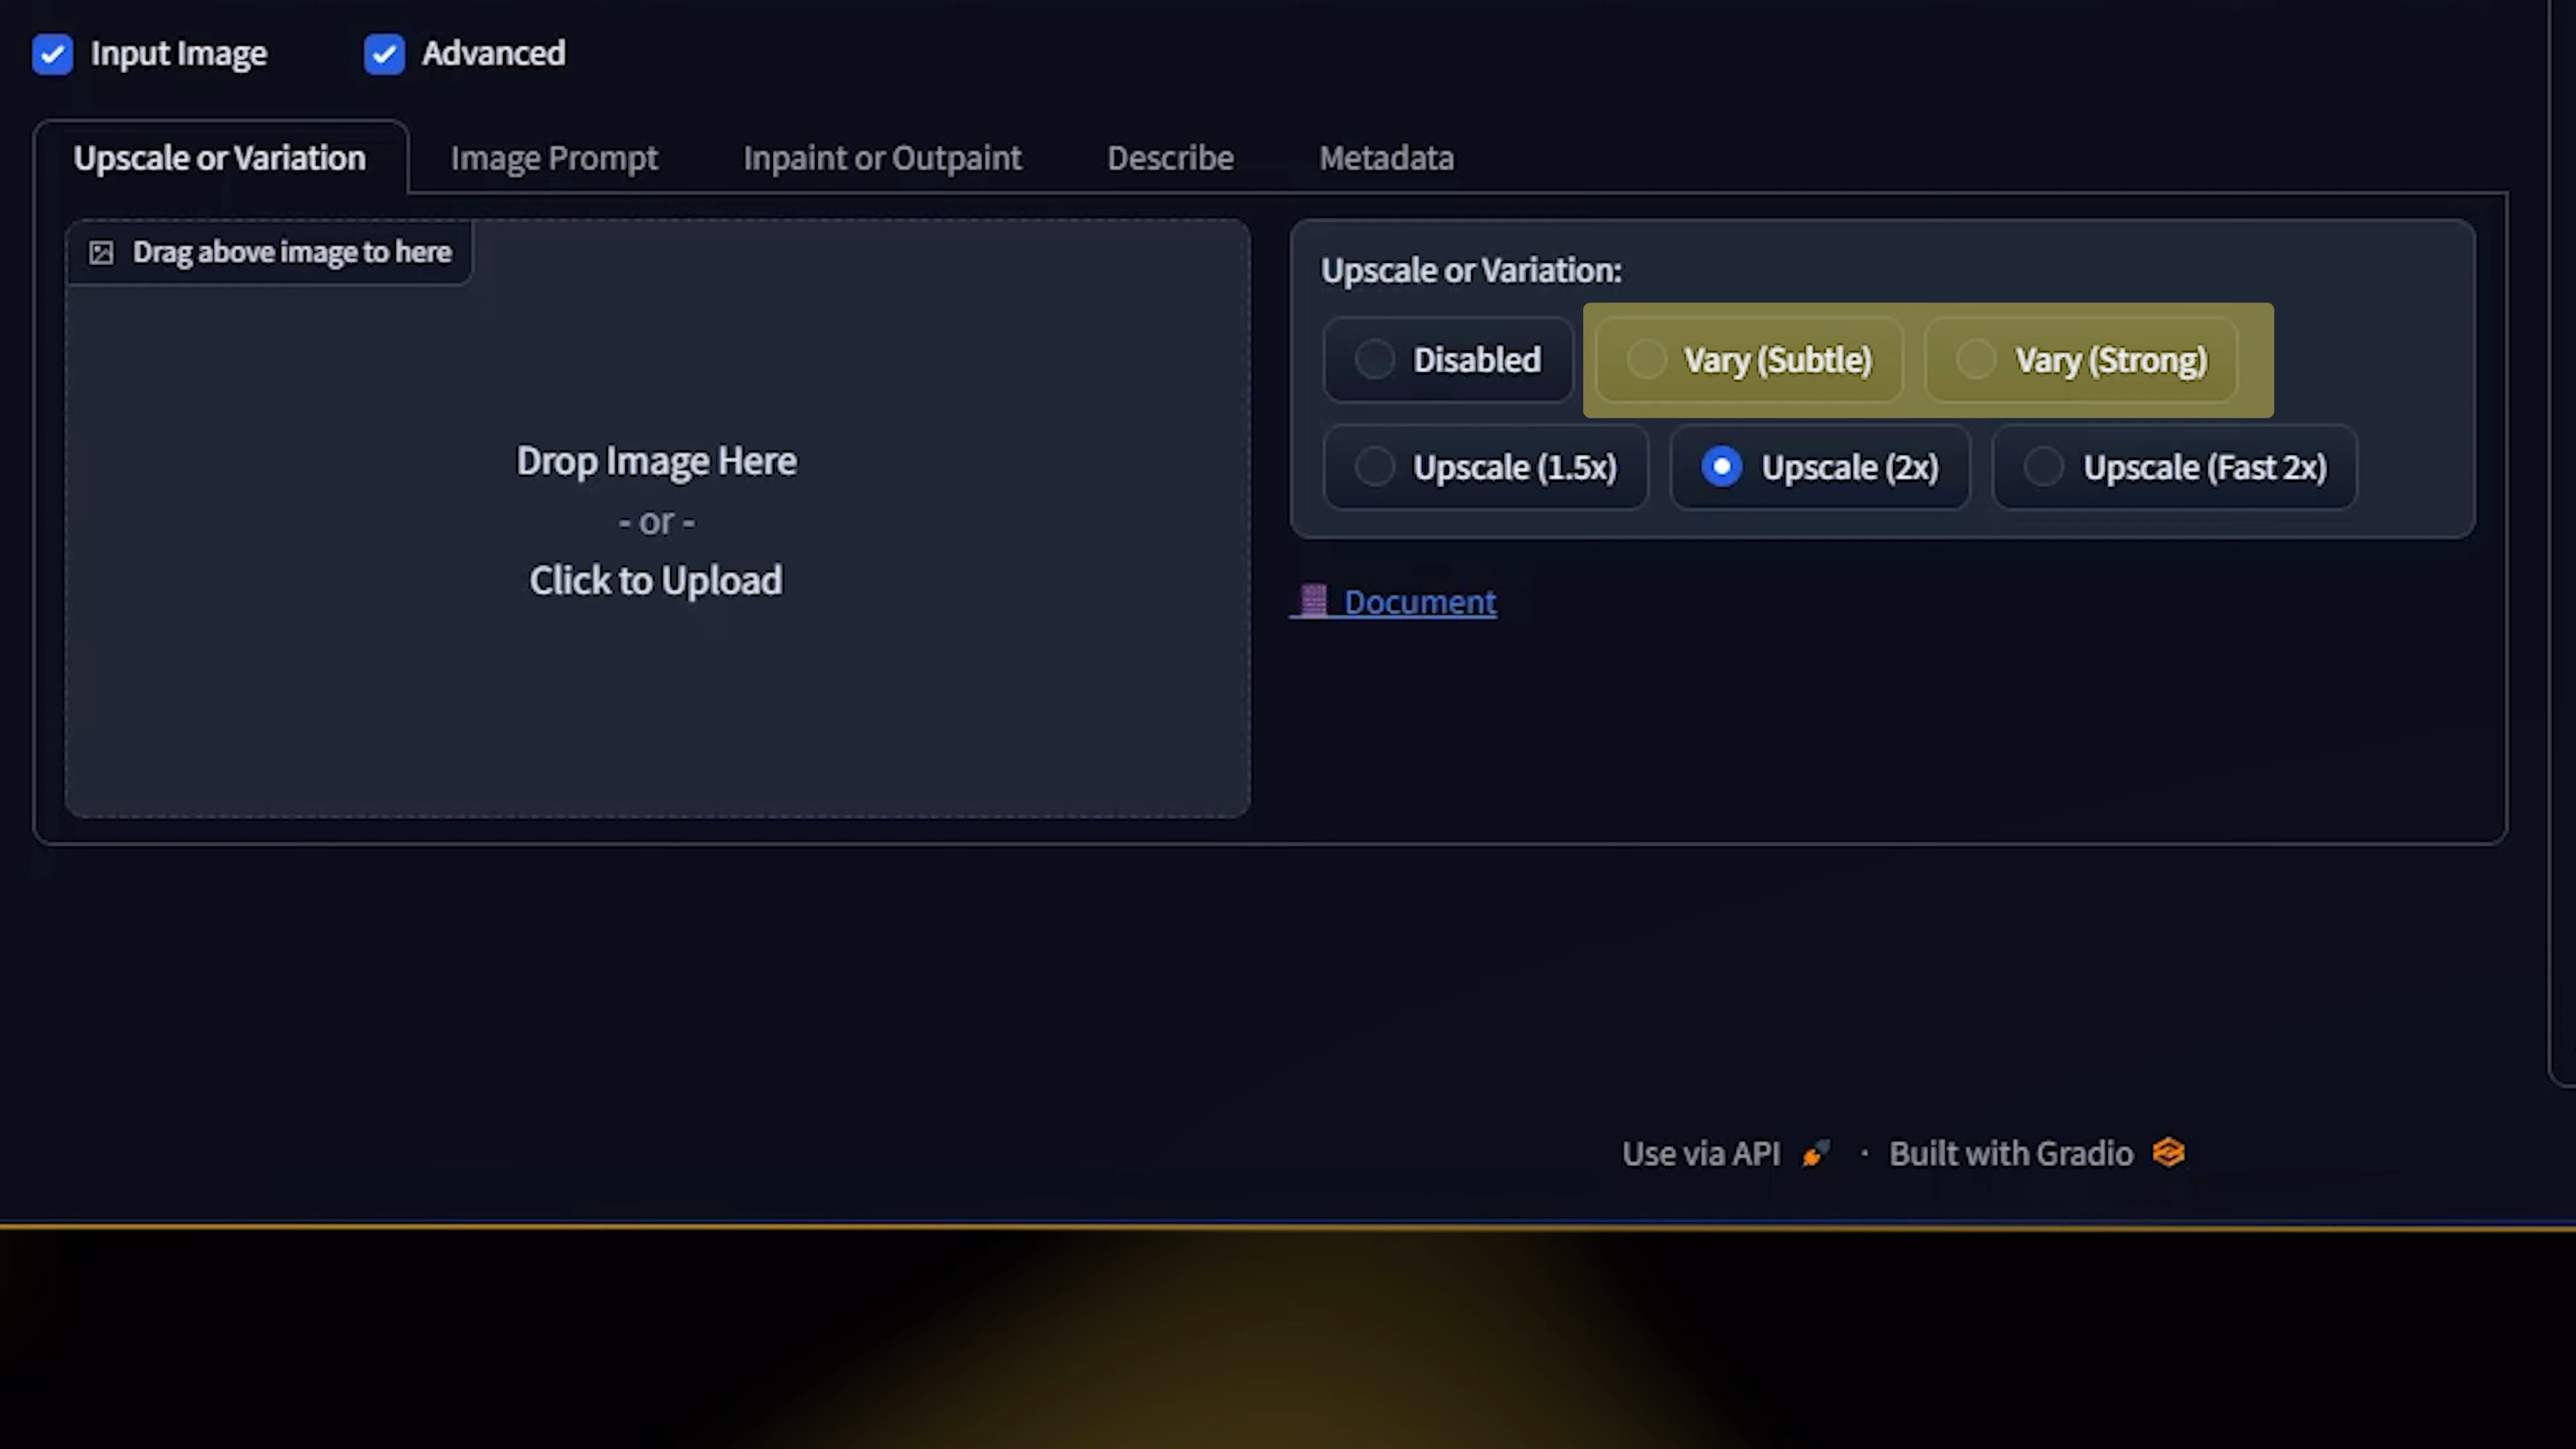 Input Image
Advanced
Upscale or Variation
Image Prompt
Inpaint or Outpaint
Describe
Metadata
Drag above image to here
Drop Image Here
- or -
Click to Upload
Upscale or Variation:
Disabled
Vary (Subtle)
Vary (Strong)
Upscale (1.5x)
Upscale (2x)
Upscale (Fast 2x)
Document
Use via API · Built with Gradio